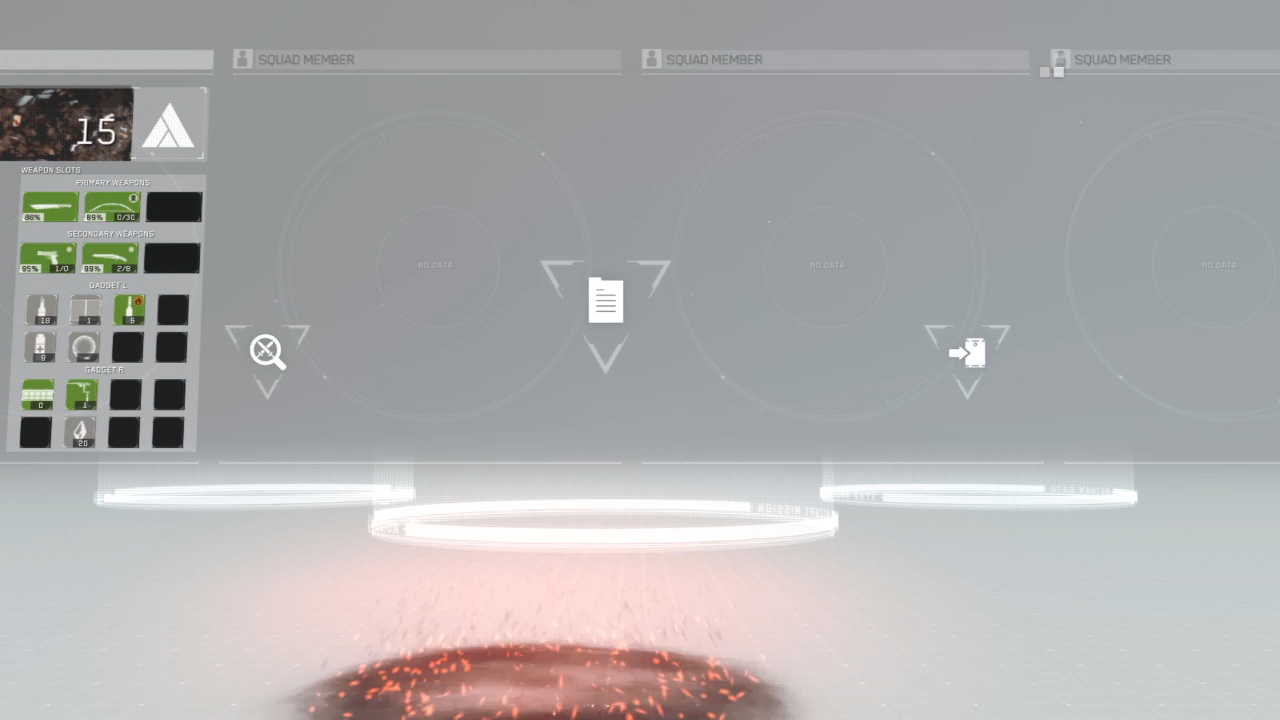 SQUAD MEMBER
SQUAD MEMBER
SQUAD MEMBER
15
WEAPON SLOTS
PRIMARY WEAPONS
86%
89% 0/30
SECONDARY WEAPONS
95% 1/0
99% 2/8
GADGET L
18
1
6
9
GADGET R
0
1
20
NO DATA
NO DATA
NO DATA